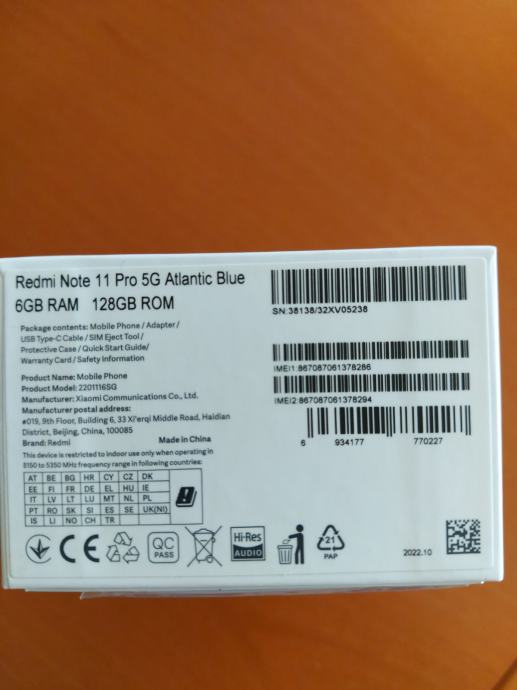 Redmi Note 11 Pro 5G Atlantic Blue
6GB RAM 128GB ROM
Package contents: Mobile Phone / Adapter /
USB Type-C Cable / SIM Eject Tool /
Protective Case / Quick Start Guide /
Warranty Card / Safety Information
Product Name: Mobile Phone
Product Model: 2201116SG
Manufacturer: Xiaomi Communications Co., Ltd.
Manufacturer postal address:
#019, 9th Floor, Building 6, 33 Xi'erqi Middle Road, Haidian
District, Beijing, China, 100085
Brand: Redmi Made in China
This device is restricted to indoor use only when operating in
5150 to 5350 MHz frequency range in following countries:
AT BE BG HR CY CZ DK
EE FI FR DE EL HU IE
IT LV LT LU MT NL PL
PT RO SK SI ES SE UK(NI)
IS LI NO CH TR
SN:38138/32XV05238
IMEI1:867087061378286
IMEI2:867087061378294
6 934177 770227
CE
QC
PASS
Hi-Res
AUDIO
21
PAP
2022.10